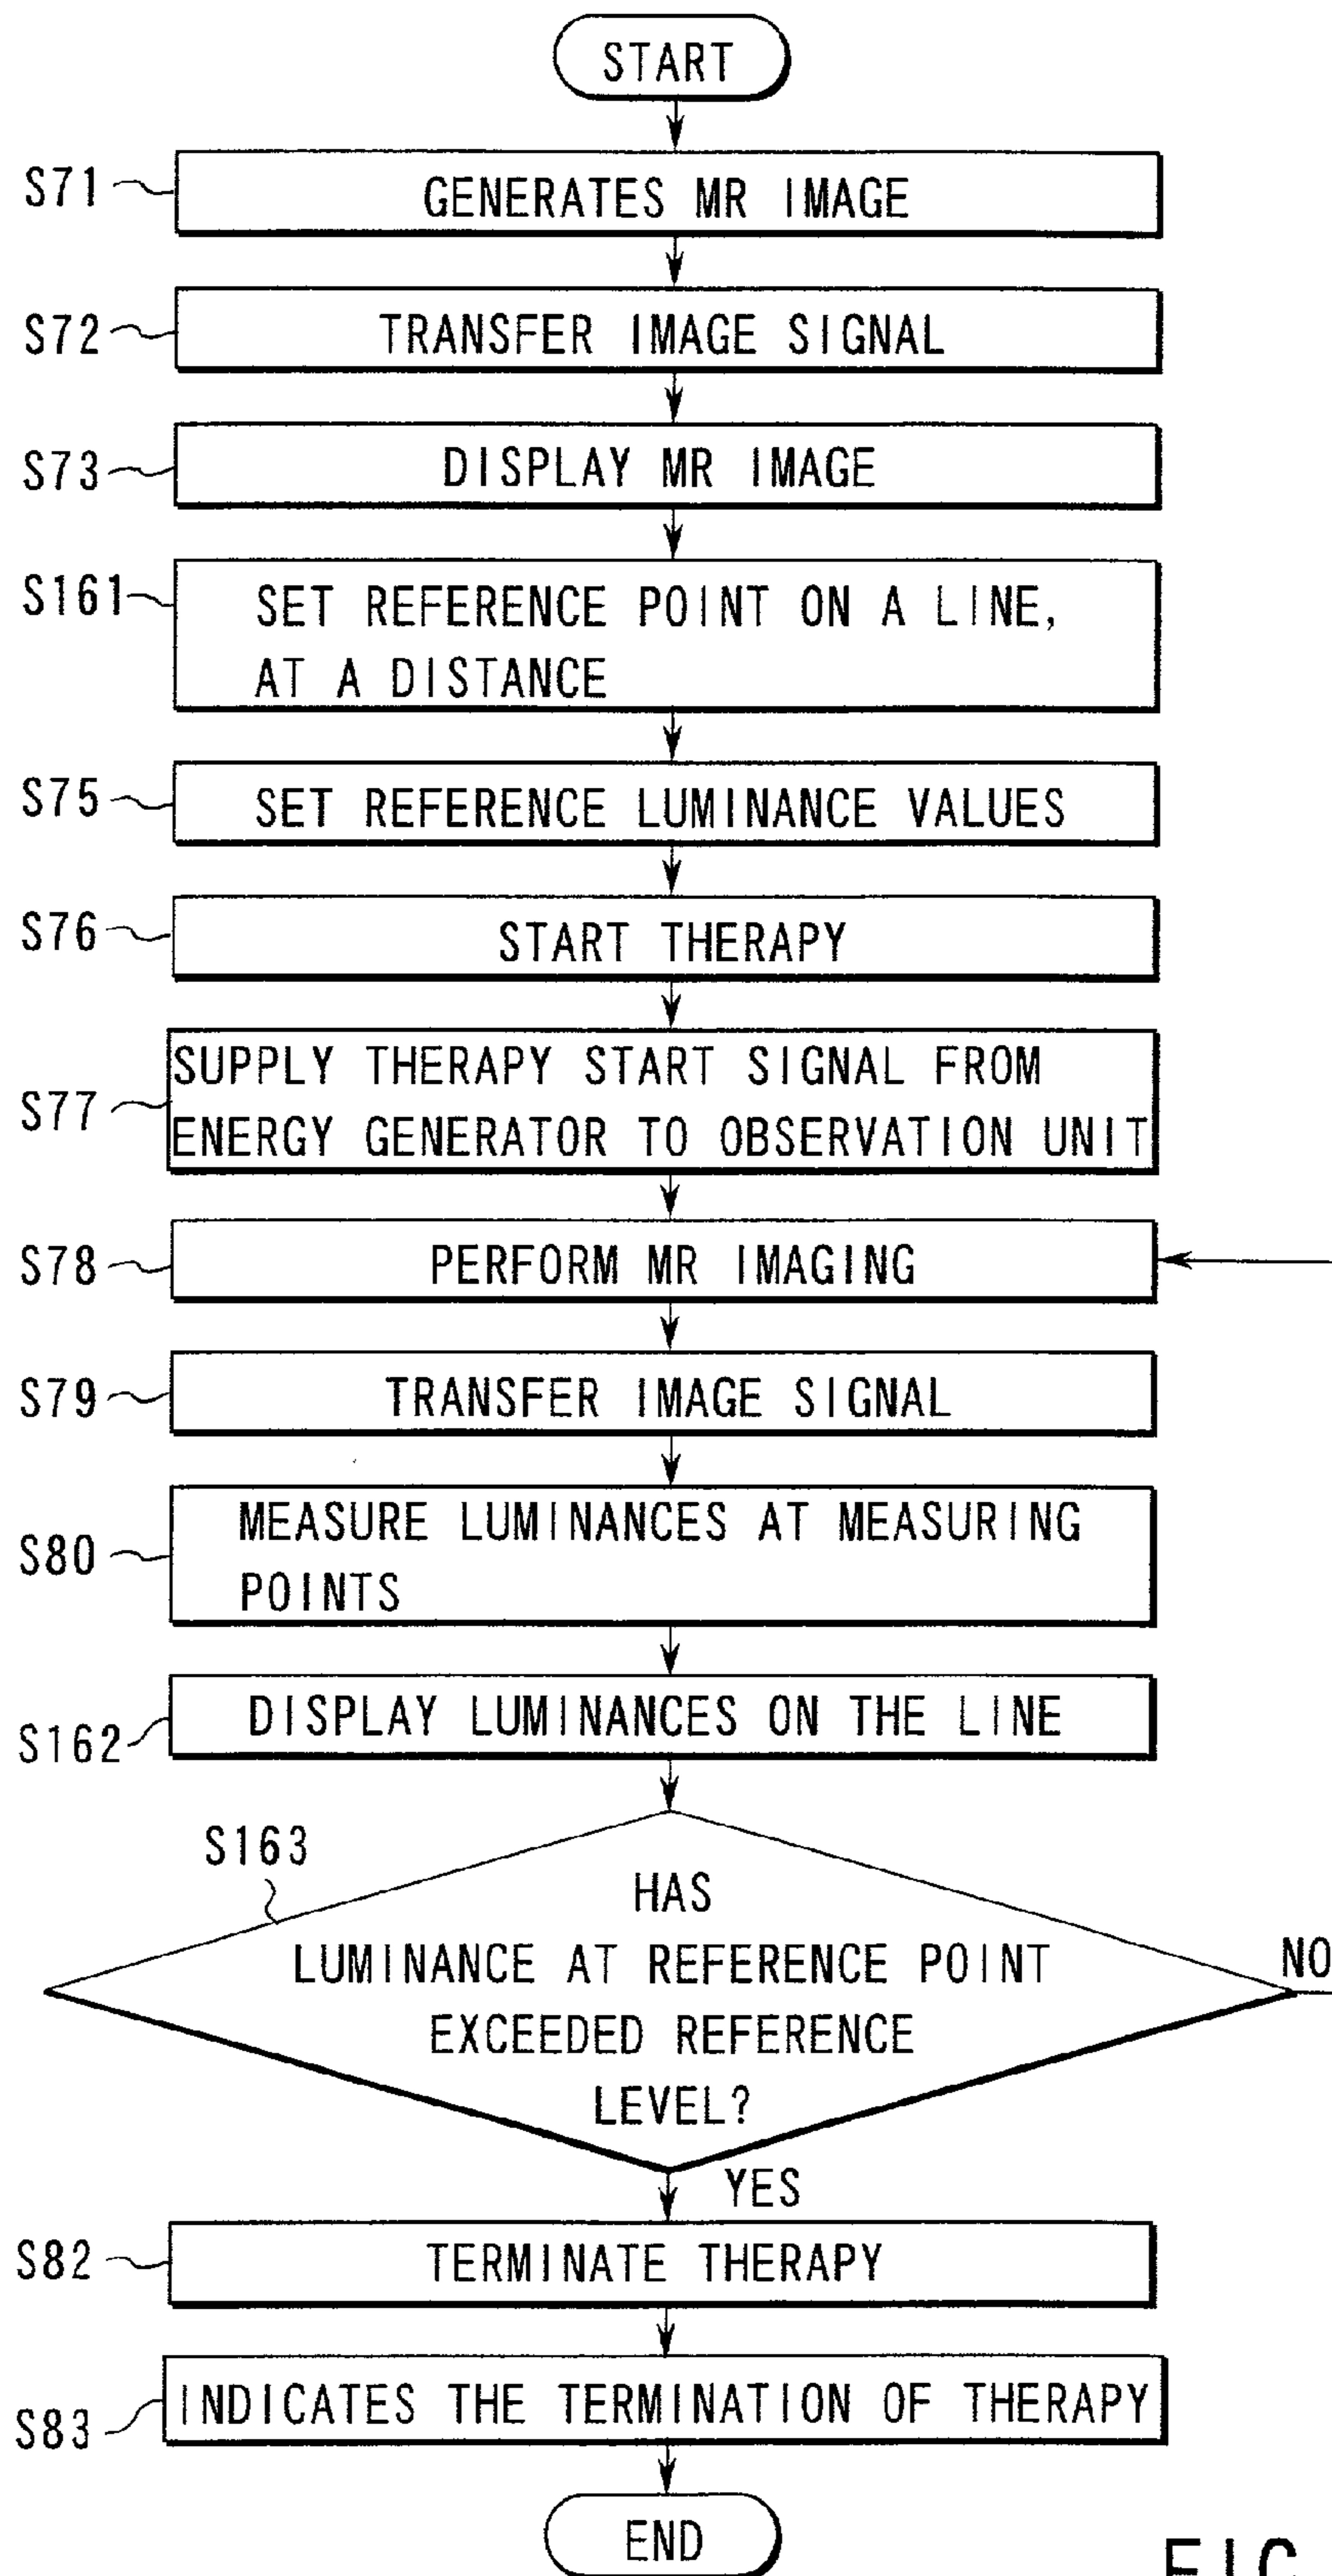 START
S71
GENERATES MR IMAGE
S72
TRANSFER IMAGE SIGNAL
S73
DISPLAY MR IMAGE
S161
SET REFERENCE POINT ON A LINE,
AT A DISTANCE
S75
SET REFERENCE LUMINANCE VALUES
S76
START THERAPY
S77
SUPPLY THERAPY START SIGNAL FROM
ENERGY GENERATOR TO OBSERVATION UNIT
S78
PERFORM MR IMAGING
S79
TRANSFER IMAGE SIGNAL
S80
MEASURE LUMINANCES AT MEASURING
POINTS
S162
DISPLAY LUMINANCES ON THE LINE
S163
HAS
LUMINANCE AT REFERENCE POINT
EXCEEDED REFERENCE
LEVEL?
NO
YES
S82
TERMINATE THERAPY
S83
INDICATES THE TERMINATION OF THERAPY
END